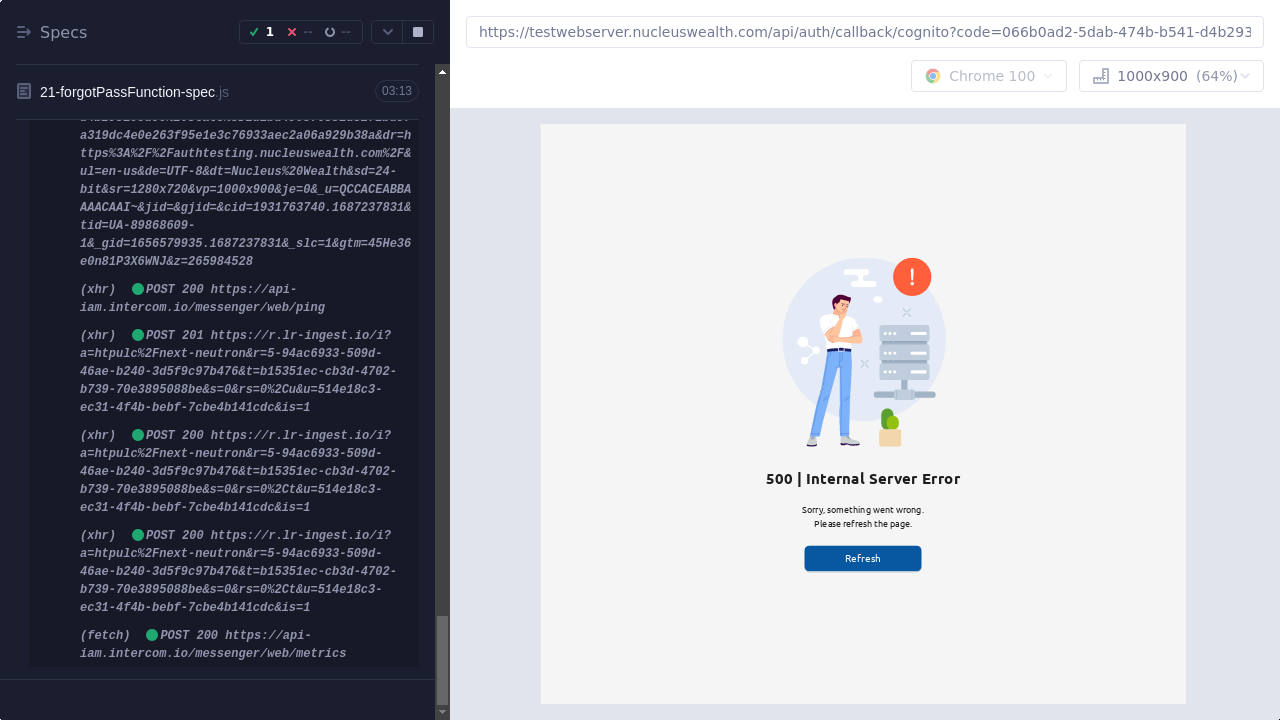 Specs
1
--
--
https://testwebserver.nucleuswealth.com/api/auth/callback/cognito?code=066b0ad2-5dab-474b-b541-d4b293
Chrome 100
1000x900 (64%)
21-forgotPassFunction-spec.js
03:13
a319dc4e0e263f95e1e3c76933aec2a06a929b38a&dr=h
ttps%3A%2F%2Fauthtesting.nucleuswealth.com%2F&
ul=en-us&de=UTF-8&dt=Nucleus%20Wealth&sd=24-
bit&sr=1280x720&vp=1000x900&je=0&_u=QCCACEABBA
AAACAAI~&jid=&gjid=&cid=1931763740.1687237831&
tid=UA-89868609-
1&_gid=1656579935.1687237831&_slc=1&gtm=45He36
e0n81P3X6WNJ&z=265984528
(xhr) POST 200 https://api-
iam.intercom.io/messenger/web/ping
(xhr) POST 201 https://r.lr-ingest.io/i?
a=htpulc%2Fnext-neutron&r=5-94ac6933-509d-
46ae-b240-3d5f9c97b476&t=b15351ec-cb3d-4702-
b739-70e3895088be&s=0&rs=0%2Cu&u=514e18c3-
ec31-4f4b-bebf-7cbe4b141cdc&is=1
(xhr) POST 200 https://r.lr-ingest.io/i?
a=htpulc%2Fnext-neutron&r=5-94ac6933-509d-
46ae-b240-3d5f9c97b476&t=b15351ec-cb3d-4702-
b739-70e3895088be&s=0&rs=0%2Ct&u=514e18c3-
ec31-4f4b-bebf-7cbe4b141cdc&is=1
(xhr) POST 200 https://r.lr-ingest.io/i?
a=htpulc%2Fnext-neutron&r=5-94ac6933-509d-
46ae-b240-3d5f9c97b476&t=b15351ec-cb3d-4702-
b739-70e3895088be&s=0&rs=0%2Ct&u=514e18c3-
ec31-4f4b-bebf-7cbe4b141cdc&is=1
(fetch) POST 200 https://api-
iam.intercom.io/messenger/web/metrics
!
500 | Internal Server Error
Sorry, something went wrong.
Please refresh the page.
Refresh